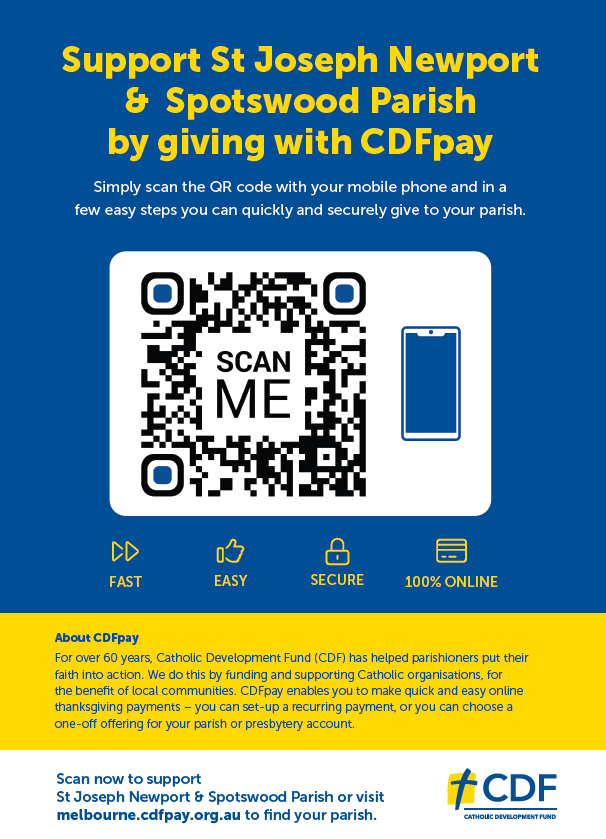 Support St Joseph Newport
& Spotswood Parish
by giving with CDFpay
Simply scan the QR code with your mobile phone and in a
few easy steps you can quickly and securely give to your parish.
SCAN
ME
FAST
EASY
SECURE
100% ONLINE
About CDFpay
For over 60 years, Catholic Development Fund (CDF) has helped parishioners put their
faith into action. We do this by funding and supporting Catholic organisations, for
the benefit of local communities. CDFpay enables you to make quick and easy online
thanksgiving payments – you can set-up a recurring payment, or you can choose a
one-off offering for your parish or presbytery account.
Scan now to support
St Joseph Newport & Spotswood Parish or visit
melbourne.cdfpay.org.au to find your parish.
CDF
CATHOLIC DEVELOPMENT FUND